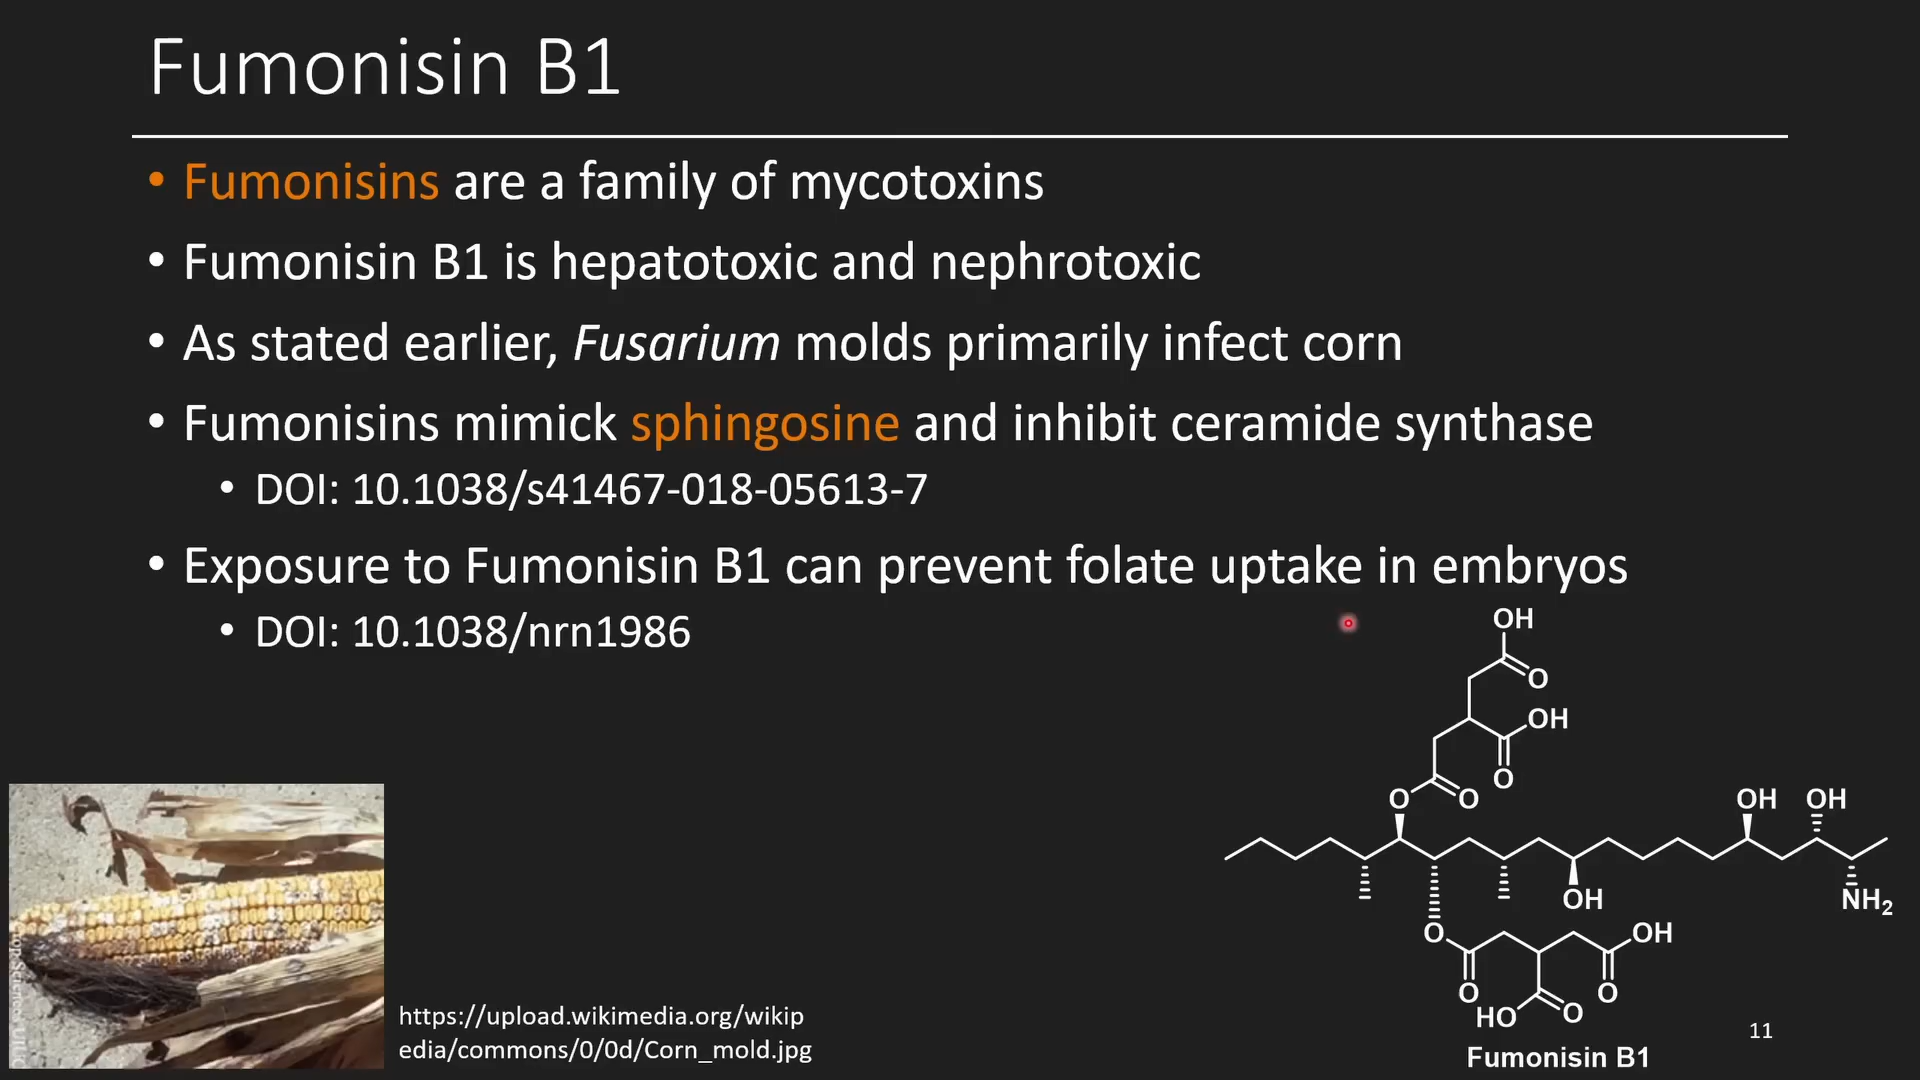 Fumonisin B1
• Fumonisins are a family of mycotoxins
• Fumonisin B1 is hepatotoxic and nephrotoxic
• As stated earlier, Fusarium molds primarily infect corn
• Fumonisins mimick sphingosine and inhibit ceramide synthase
• DOI: 10.1038/s41467-018-05613-7
• Exposure to Fumonisin B1 can prevent folate uptake in embryos
• DOI: 10.1038/nrn1986
OH
O
OH
O
O
O
OH
OH
OH
NH2
O
OH
O
O
HO
O
Fumonisin B1
https://upload.wikimedia.org/wikip
edia/commons/0/0d/Corn_mold.jpg
11